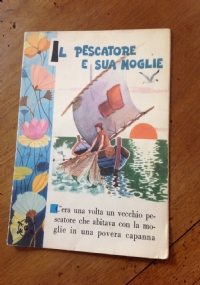 IL PESCATORE
E SUA MOGLIE
C'era una volta un vecchio pe-
scatore che abitava con la mo-
glie in una povera capanna